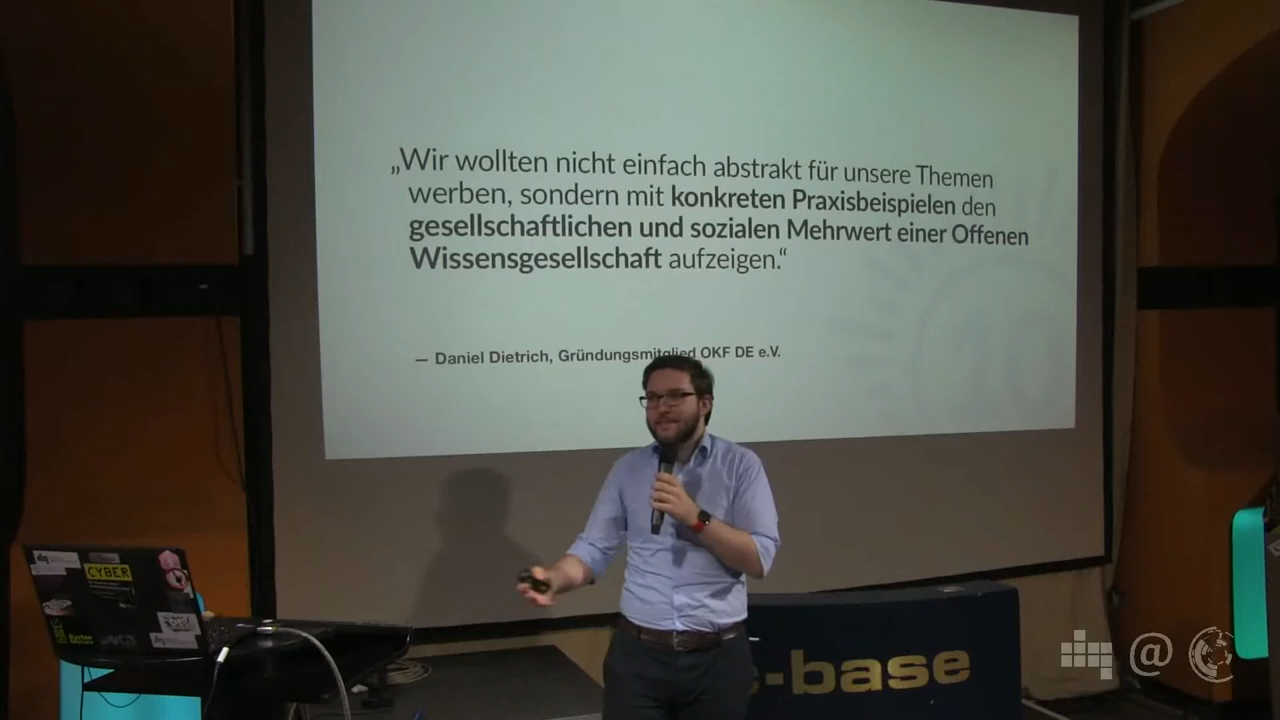 „Wir wollten nicht einfach abstrakt für unsere Themen
werben, sondern mit konkreten Praxisbeispielen den
gesellschaftlichen und sozialen Mehrwert einer Offenen
Wissensgesellschaft aufzeigen.“
— Daniel Dietrich, Gründungsmitglied OKF DE e.V.
CYBER
-base
@